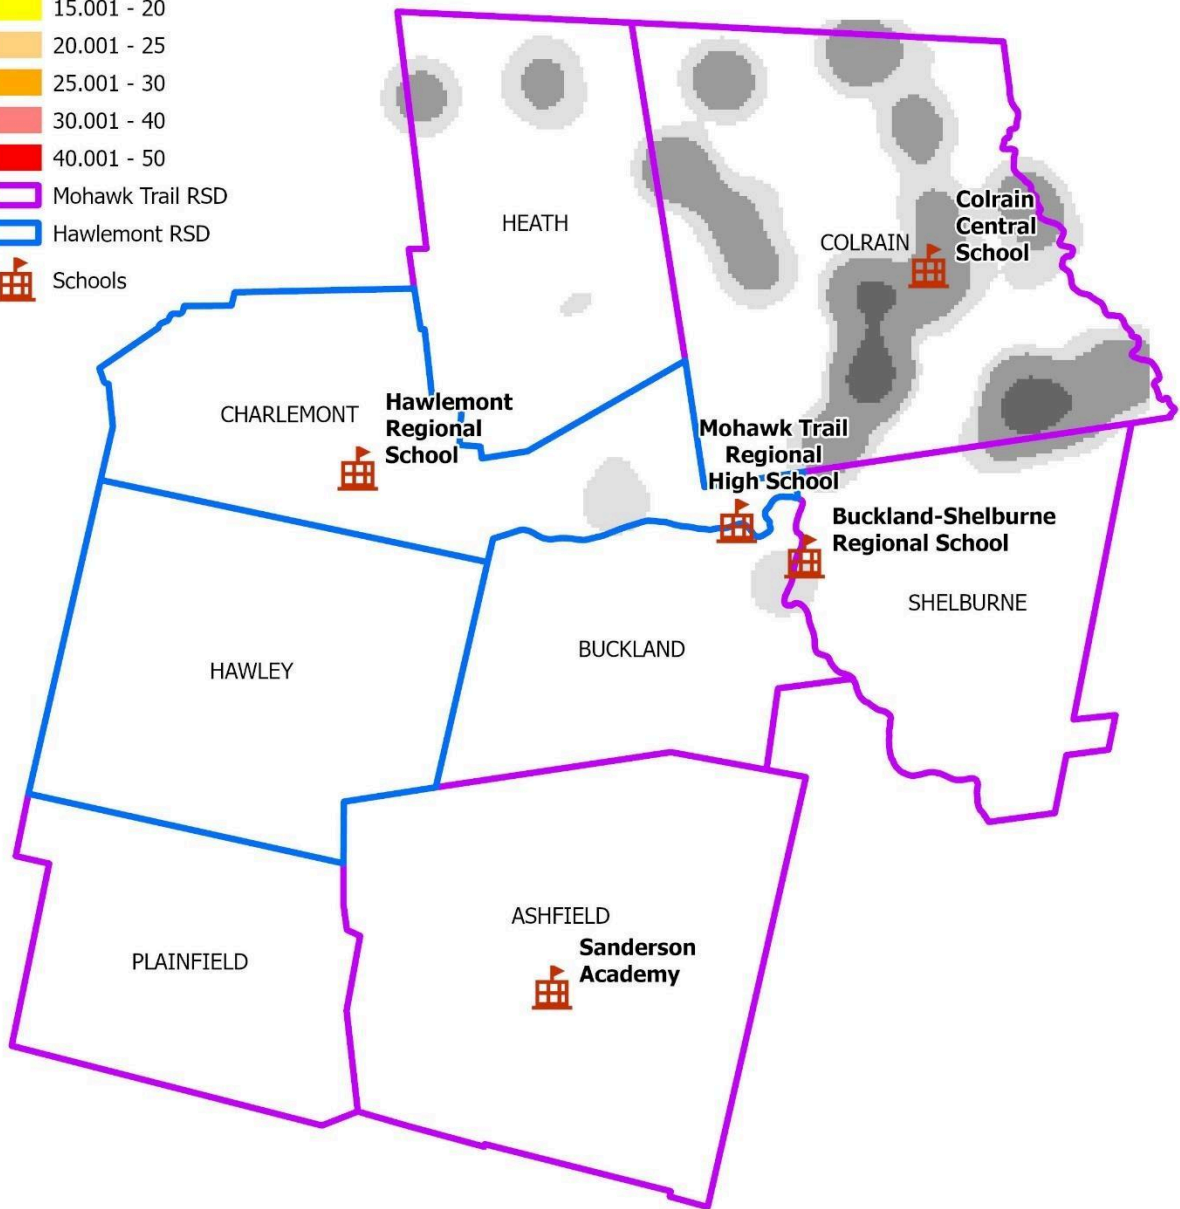 15.001 - 20
20.001 - 25
25.001 - 30
30.001 - 40
40.001 - 50
Mohawk Trail RSD
Hawlemont RSD
Schools
HEATH
COLRAIN
Colrain
Central
School
CHARLEMONT
Hawlemont
Regional
School
Mohawk Trail
Regional
High School
Buckland-Shelburne
Regional School
SHELBURNE
BUCKLAND
HAWLEY
ASHFIELD
Sanderson
Academy
PLAINFIELD